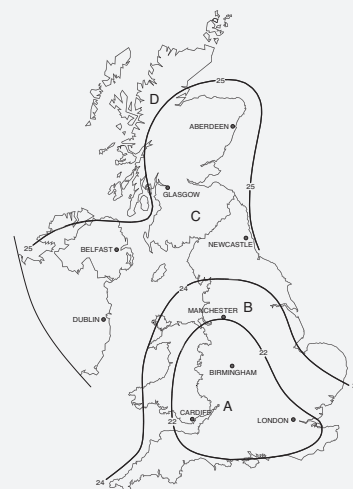 25
D
ABERDEEN
GLASGOW
25
C
NEWCASTLE
25
BELFAST
24
MANCHESTER
B
DUBLIN
22
BIRMINGHAM
A
CARDIFF
22
LONDON
24